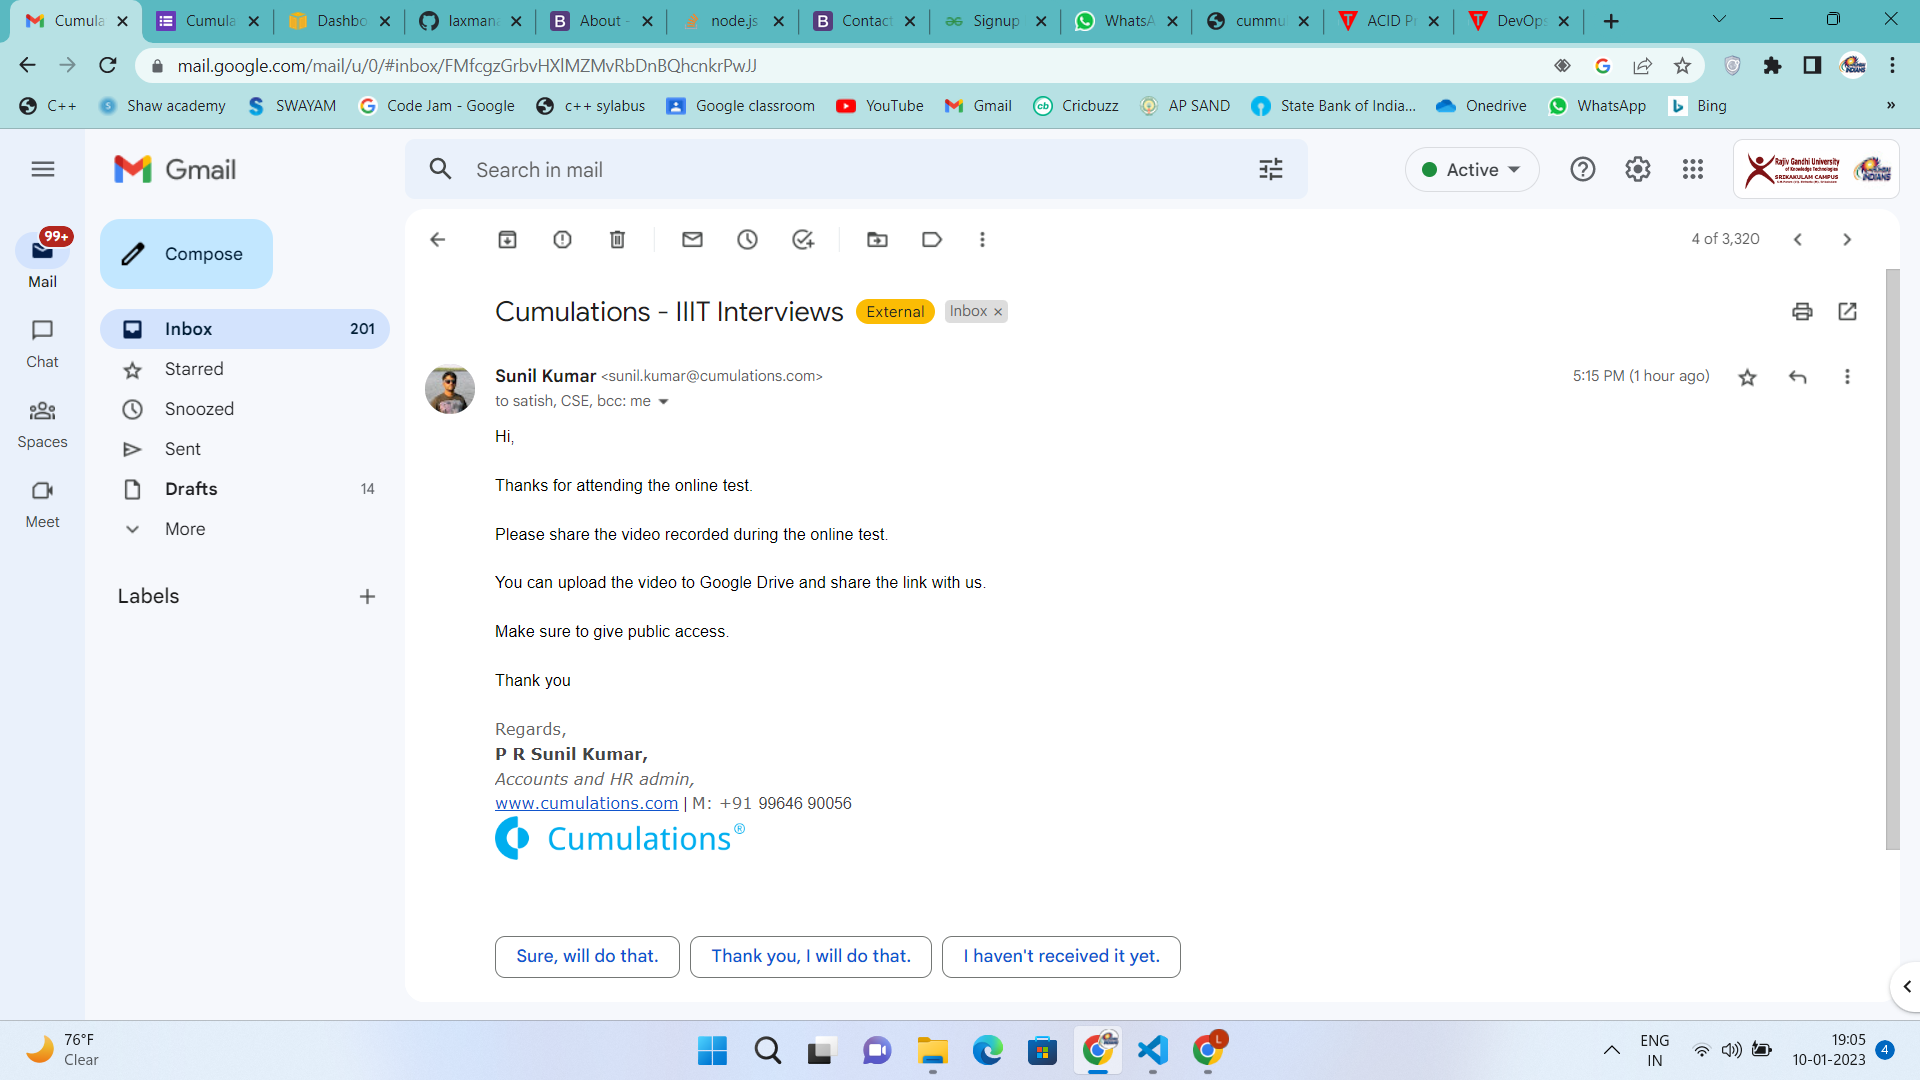 Cumula
Cumula
Dashbo
laxman
About -
node.js
Contact
Signup
WhatsA
cummu
ACID P
DevOps
mail.google.com/mail/u/0/#inbox/FMfcgzGrbvHXlMZMvRbDnBQhcnkrPwJJ
C++
Shaw academy
SWAYAM
Code Jam - Google
c++ sylabus
Google classroom
YouTube
Gmail
Cricbuzz
AP SAND
State Bank of India...
Onedrive
WhatsApp
Bing
»
Gmail
Search in mail
Active
Rajiv Gandhi University
of Knowledge Technologies
SRIKAKULAM CAMPUS
99+
Mail
Chat
Spaces
Meet
Compose
Inbox 201
Starred
Snoozed
Sent
Drafts 14
More
Labels
4 of 3,320
Cumulations - IIIT Interviews External Inbox ×
Sunil Kumar <sunil.kumar@cumulations.com> 5:15 PM (1 hour ago)
to satish, CSE, bcc: me
Hi,
Thanks for attending the online test.
Please share the video recorded during the online test.
You can upload the video to Google Drive and share the link with us.
Make sure to give public access.
Thank you
Regards,
P R Sunil Kumar,
Accounts and HR admin,
www.cumulations.com | M: +91 99646 90056
Cumulations®
Sure, will do that.
Thank you, I will do that.
I haven't received it yet.
76°F
Clear
L
ENG
IN
19:05
10-01-2023
4